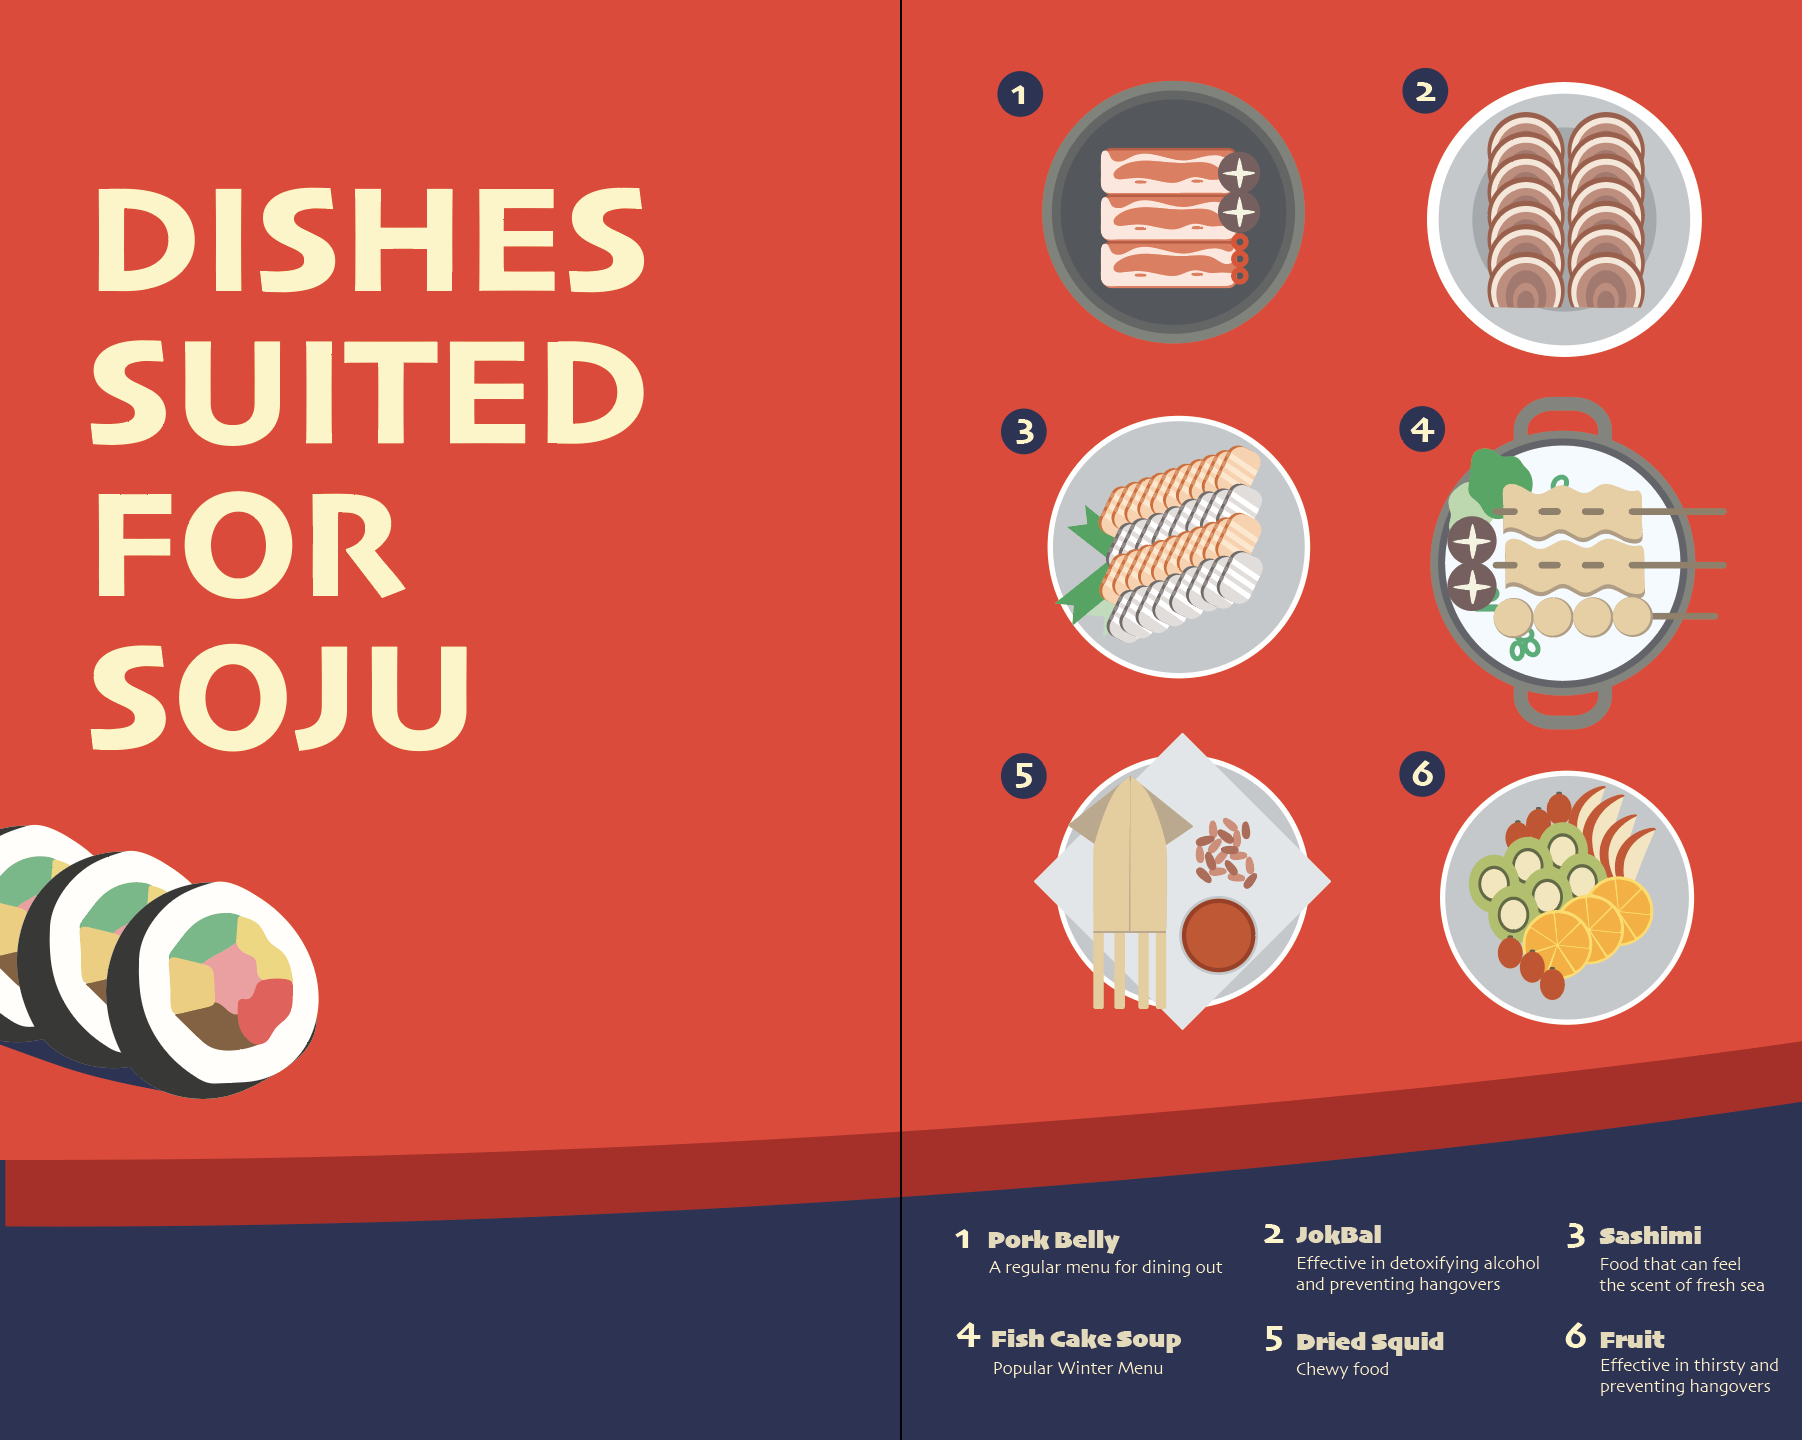 DISHES
SUITED
FOR
SOJU
1
2
3
4
5
6
1 Pork Belly
A regular menu for dining out
2 JokBal
Effective in detoxifying alcohol
and preventing hangovers
3 Sashimi
Food that can feel
the scent of fresh sea
4 Fish Cake Soup
Popular Winter Menu
5 Dried Squid
Chewy food
6 Fruit
Effective in thirsty and
preventing hangovers